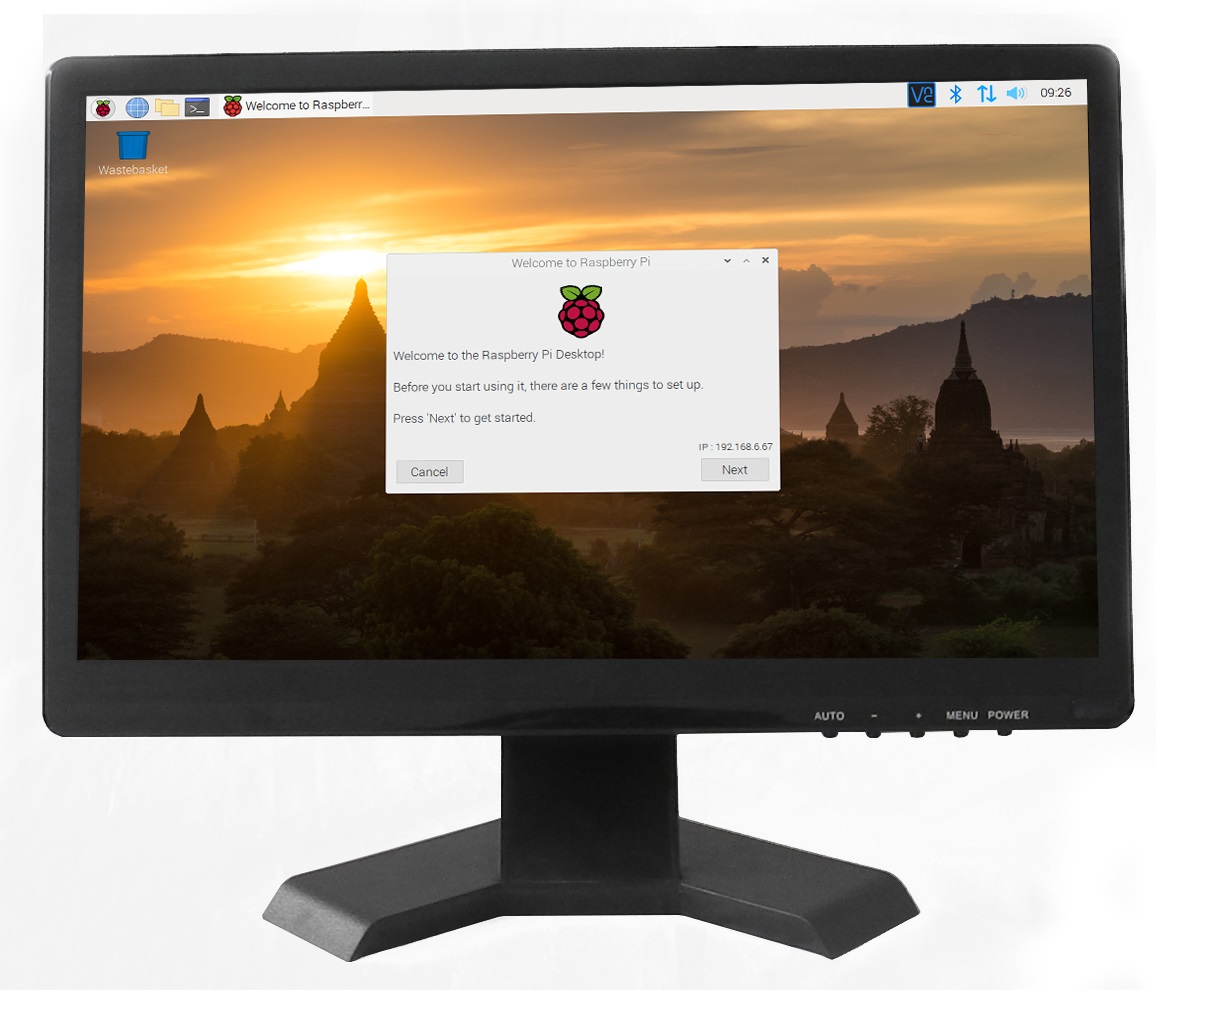 Welcome to Raspberr...
VNC
09:26
Wastebasket
Welcome to Raspberry Pi
Welcome to the Raspberry Pi Desktop!
Before you start using it, there are a few things to set up.
Press 'Next' to get started.
IP : 192.168.6.67
Cancel
Next
AUTO - + MENU POWER